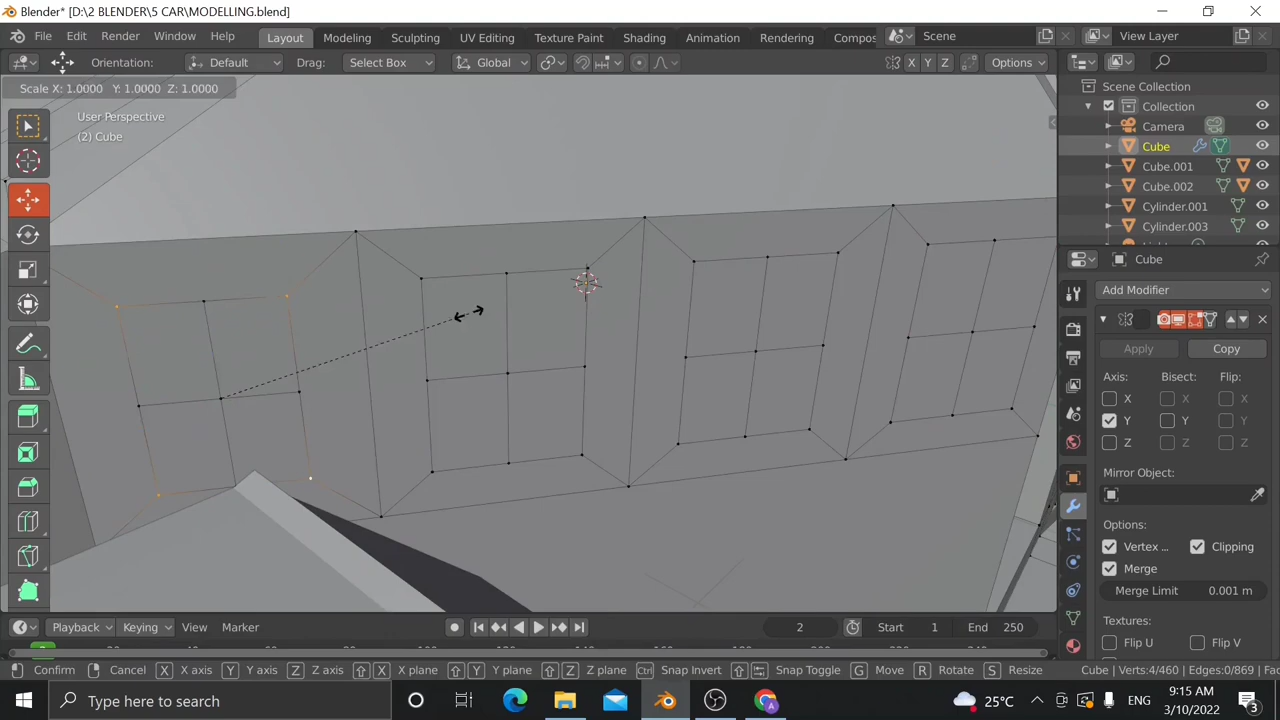 Blender* [D:\2 BLENDER\5 CAR\MODELLING.blend]
File Edit Render Window Help Layout Modeling Sculpting UV Editing Texture Paint Shading Animation Rendering Compos Scene View Layer
Orientation: Default Drag: Select Box Global X Y Z Options
Scale X: 1.0000 Y: 1.0000 Z: 1.0000
User Perspective
(2) Cube
Scene Collection
Collection
Camera
Cube
Cube.001
Cube.002
Cylinder.001
Cylinder.003
Cube
Add Modifier
Apply Copy
Axis: Bisect: Flip:
X X X
Y Y Y
Z Z Z
Mirror Object:
Options:
Vertex ... Clipping
Merge
Merge Limit 0.001 m
Textures:
Flip U Flip V
Playback Keying View Marker 2 Start 1 End 250
Confirm Cancel X X axis Y Y axis Z Z axis X X plane Y Y plane Z Z plane Ctrl Snap Invert Snap Toggle G Move R Rotate S Resize Cube | Verts:4/460 | Edges:0/869 | Fac
Type here to search 25°C ENG 9:15 AM
3/10/2022 3